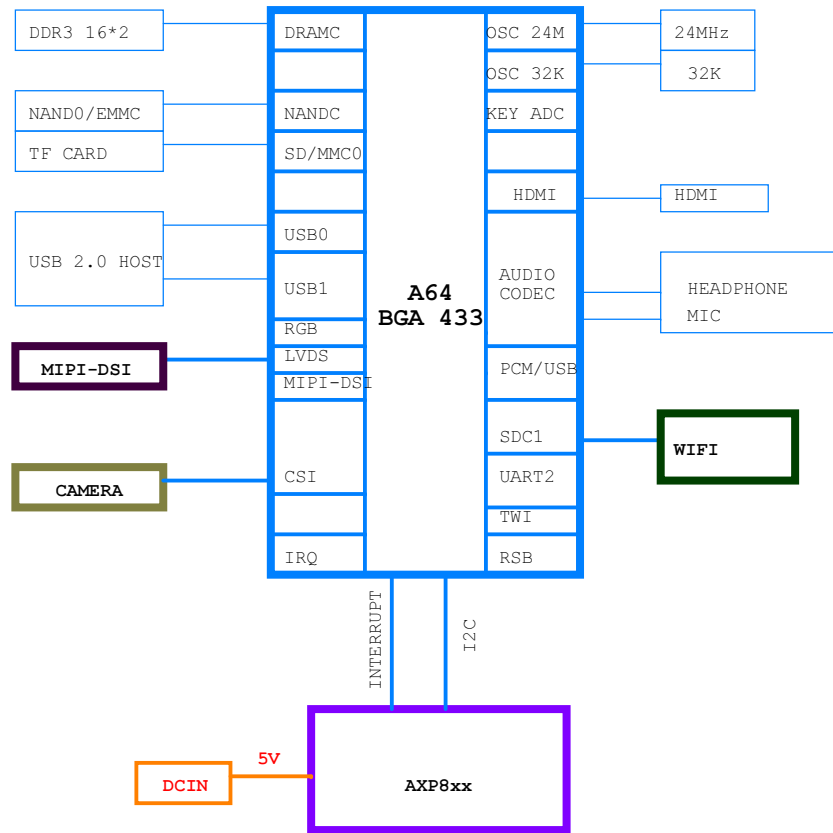 DDR3 16*2
DRAMC
OSC 24M
24MHz
OSC 32K
32K
NAND0/EMMC
NANDC
KEY ADC
TF CARD
SD/MMC0
HDMI
HDMI
USB0
USB 2.0 HOST
USB1
A64
BGA 433
AUDIO
CODEC
HEADPHONE
MIC
RGB
LVDS
MIPI-DSI
MIPI-DSI
PCM/USB
SDC1
WIFI
CAMERA
CSI
UART2
TWI
IRQ
RSB
INTERRUPT
I2C
5V
DCIN
AXP8xx